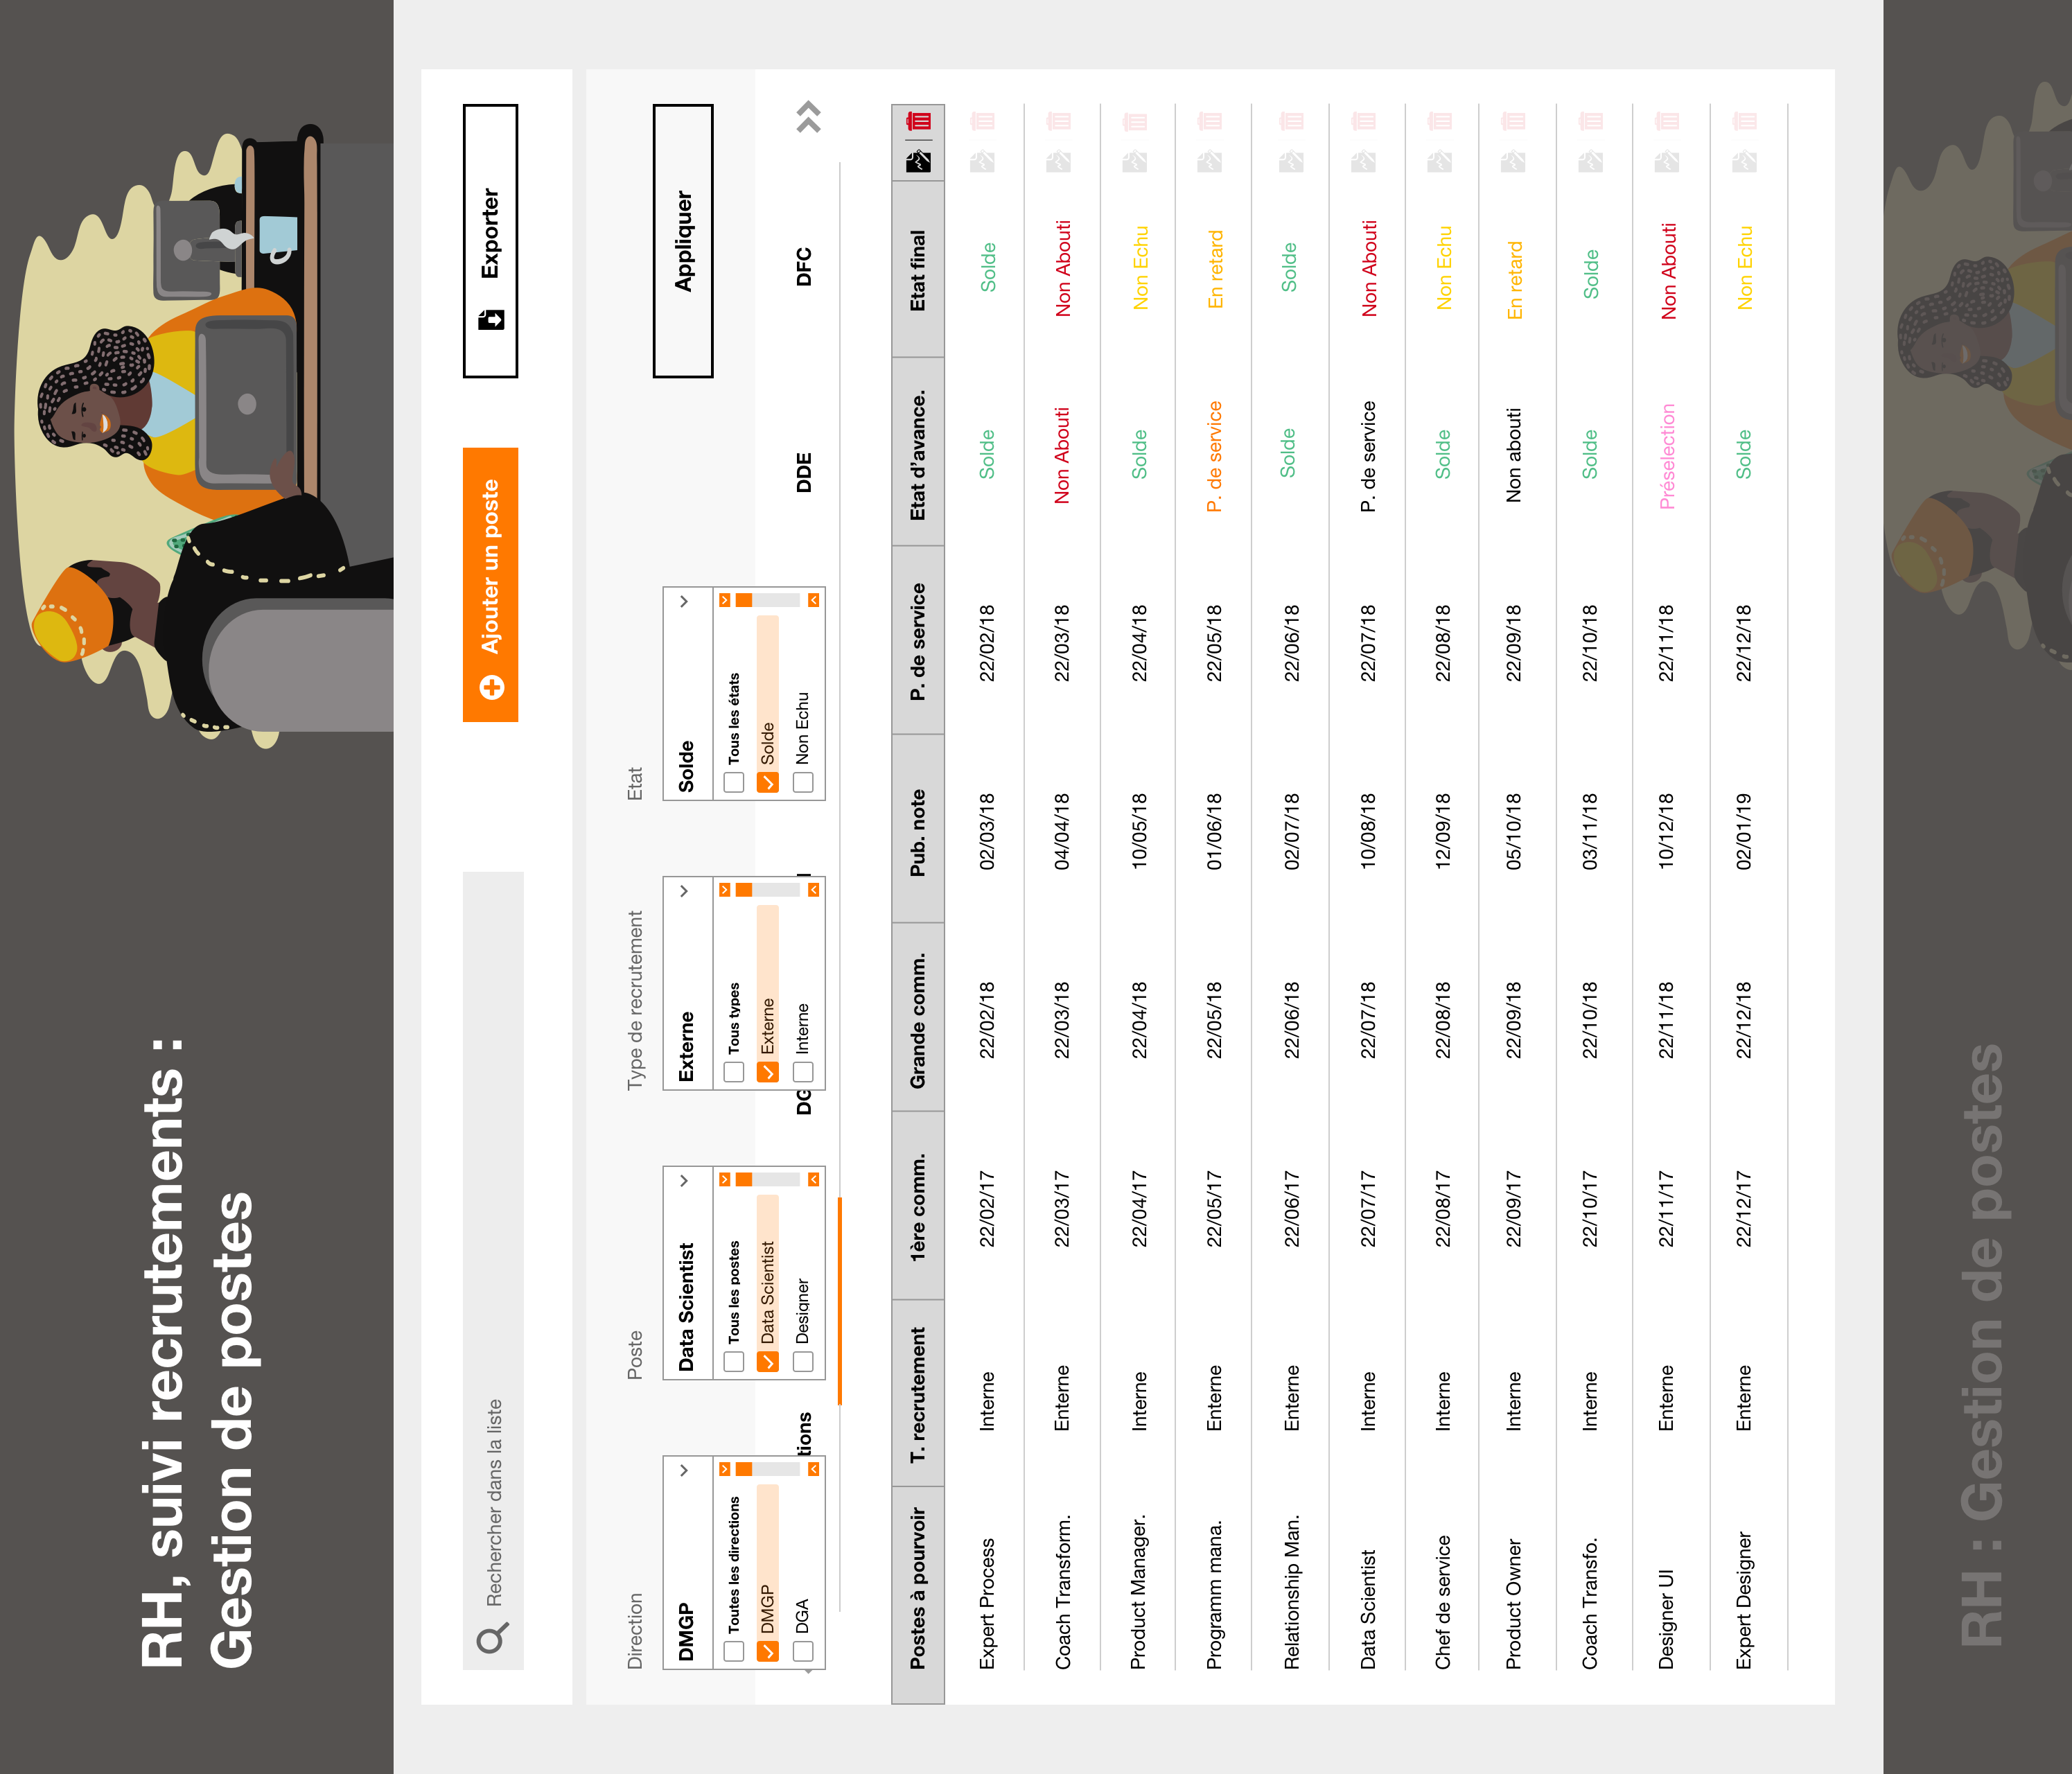 RH, suivi recrutements :
Gestion de postes
Rechercher dans la liste
Ajouter un poste
Exporter
Direction Poste Type de recrutement Etat
DMGP Data Scientist Externe Solde Appliquer
Toutes les directions Tous les postes Tous types Tous les états
DMGP Data Scientist Externe Solde
DGA Designer Interne Non Echu
tions DDE DFC
Postes à pourvoir T. recrutement 1ère comm. Grande comm. Pub. note P. de service Etat d'avance. Etat final
Expert Process Interne 22/02/17 22/02/18 02/03/18 22/02/18 Solde Solde
Coach Transform. Enterne 22/03/17 22/03/18 04/04/18 22/03/18 Non Abouti Non Abouti
Product Manager. Interne 22/04/17 22/04/18 10/05/18 22/04/18 Solde Non Echu
Programm mana. Enterne 22/05/17 22/05/18 01/06/18 22/05/18 P. de service En retard
Relationship Man. Enterne 22/06/17 22/06/18 02/07/18 22/06/18 Solde Solde
Data Scientist Interne 22/07/17 22/07/18 10/08/18 22/07/18 P. de service Non Abouti
Chef de service Interne 22/08/17 22/08/18 12/09/18 22/08/18 Solde Non Echu
Product Owner Interne 22/09/17 22/09/18 05/10/18 22/09/18 Non abouti En retard
Coach Transfo. Interne 22/10/17 22/10/18 03/11/18 22/10/18 Solde Solde
Designer UI Enterne 22/11/17 22/11/18 10/12/18 22/11/18 Préselection Non Abouti
Expert Designer Enterne 22/12/17 22/12/18 02/01/19 22/12/18 Solde Non Echu
RH : Gestion de postes